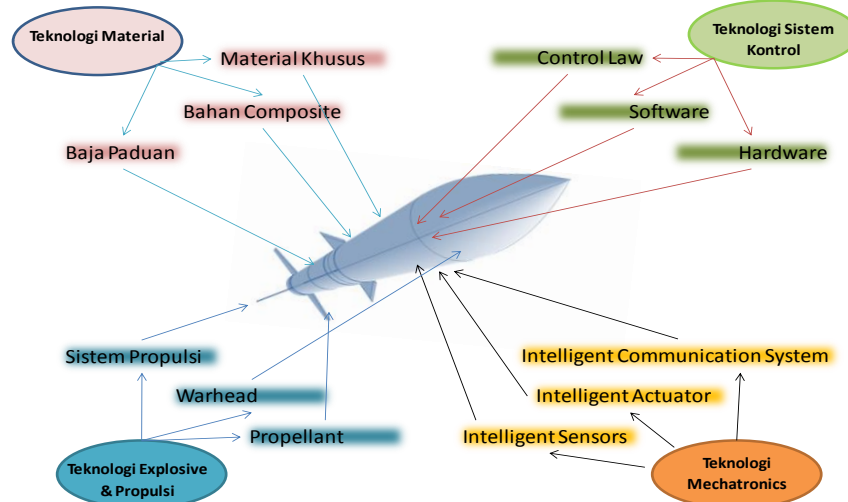 Teknologi Material
Material Khusus
Bahan Composite
Baja Paduan
Teknologi Sistem
Kontrol
Control Law
Software
Hardware
Sistem Propulsi
Warhead
Propellant
Teknologi Explosive
& Propulsi
Intelligent Communication System
Intelligent Actuator
Intelligent Sensors
Teknologi
Mechatronics